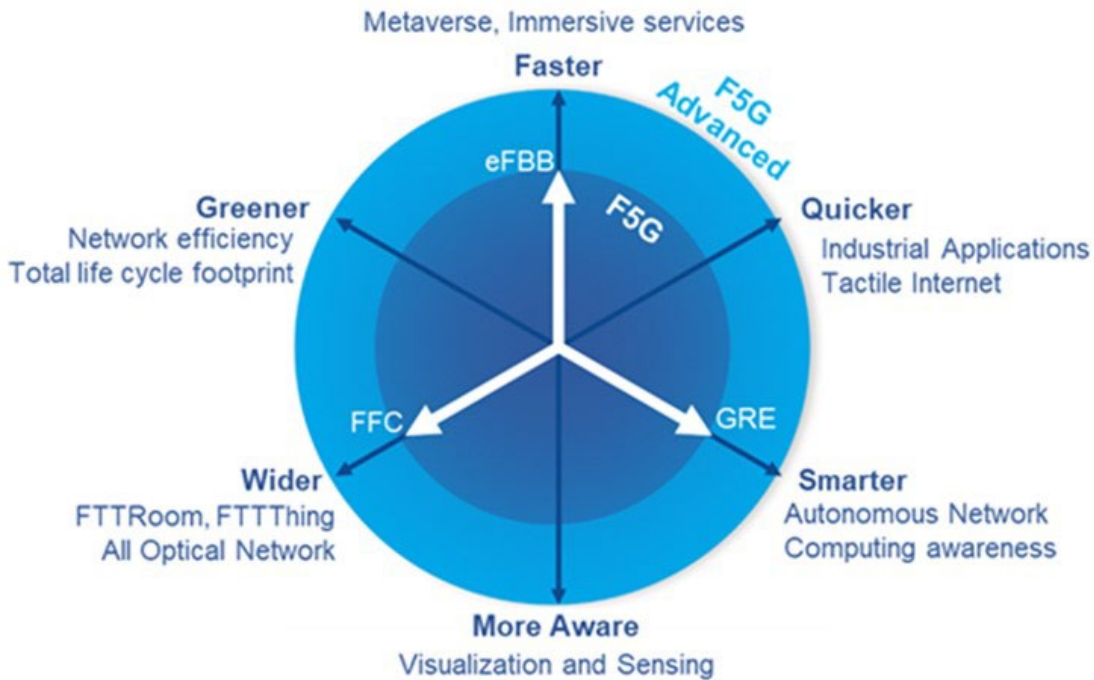 Metaverse, Immersive services
Faster
F5G
Advanced
eFBB
F5G
Greener
Network efficiency
Total life cycle footprint
Quicker
Industrial Applications
Tactile Internet
FFC
GRE
Wider
FTTRoom, FTTThing
All Optical Network
Smarter
Autonomous Network
Computing awareness
More Aware
Visualization and Sensing